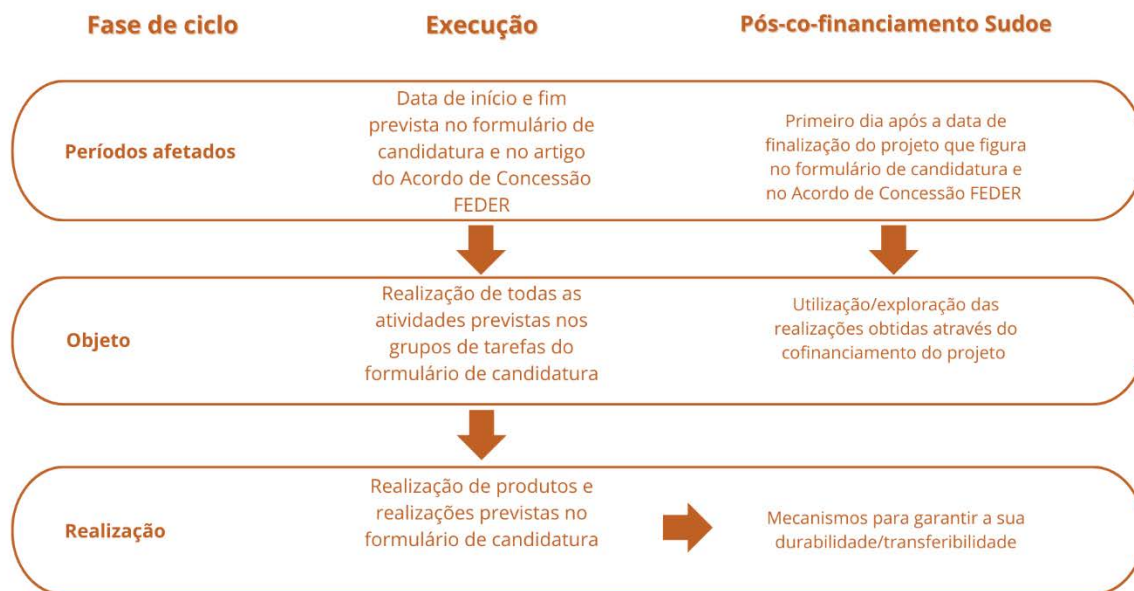 Fase de ciclo
Execução
Pós-co-financiamento Sudoe
Períodos afetados
Data de início e fim
prevista no formulário de
candidatura e no artigo
do Acordo de Concessão
FEDER
Primeiro dia após a data de
finalização do projeto que figura
no formulário de candidatura e
no Acordo de Concessão FEDER
Objeto
Realização de todas as
atividades previstas nos
grupos de tarefas do
formulário de candidatura
Utilização/exploração das
realizações obtidas através do
cofinanciamento do projeto
Realização
Realização de produtos e
realizações previstas no
formulário de candidatura
Mecanismos para garantir a sua
durabilidade/transferibilidade